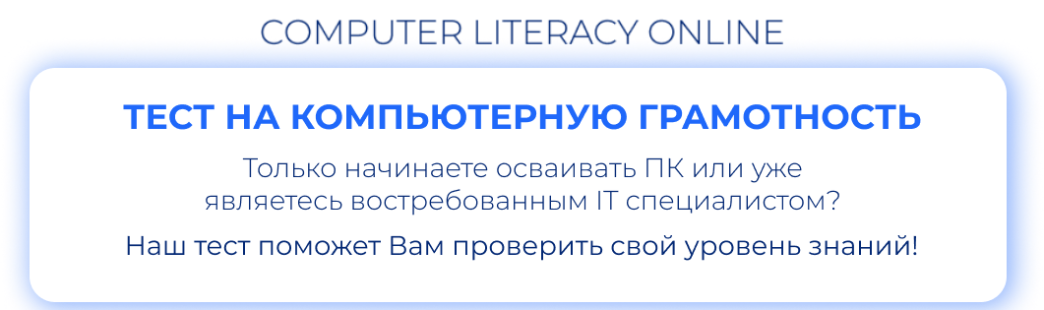 COMPUTER LITERACY ONLINE
ТЕСТ НА КОМПЬЮТЕРНУЮ ГРАМОТНОСТЬ
Только начинаете осваивать ПК или уже
являетесь востребованным IT специалистом?
Наш тест поможет Вам проверить свой уровень знаний!